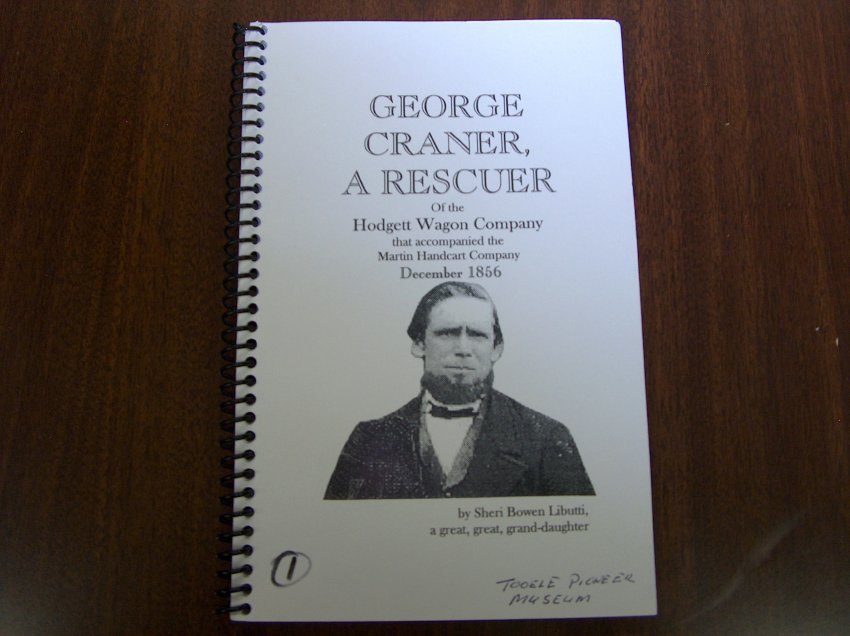 GEORGE
CRANER,
A RESCUER
Of the
Hodgett Wagon Company
that accompanied the
Martin Handcart Company
December 1856
by Sheri Bowen Libutti,
a great, great, grand-daughter
1
TOOELE PIONEER
MUSEUM